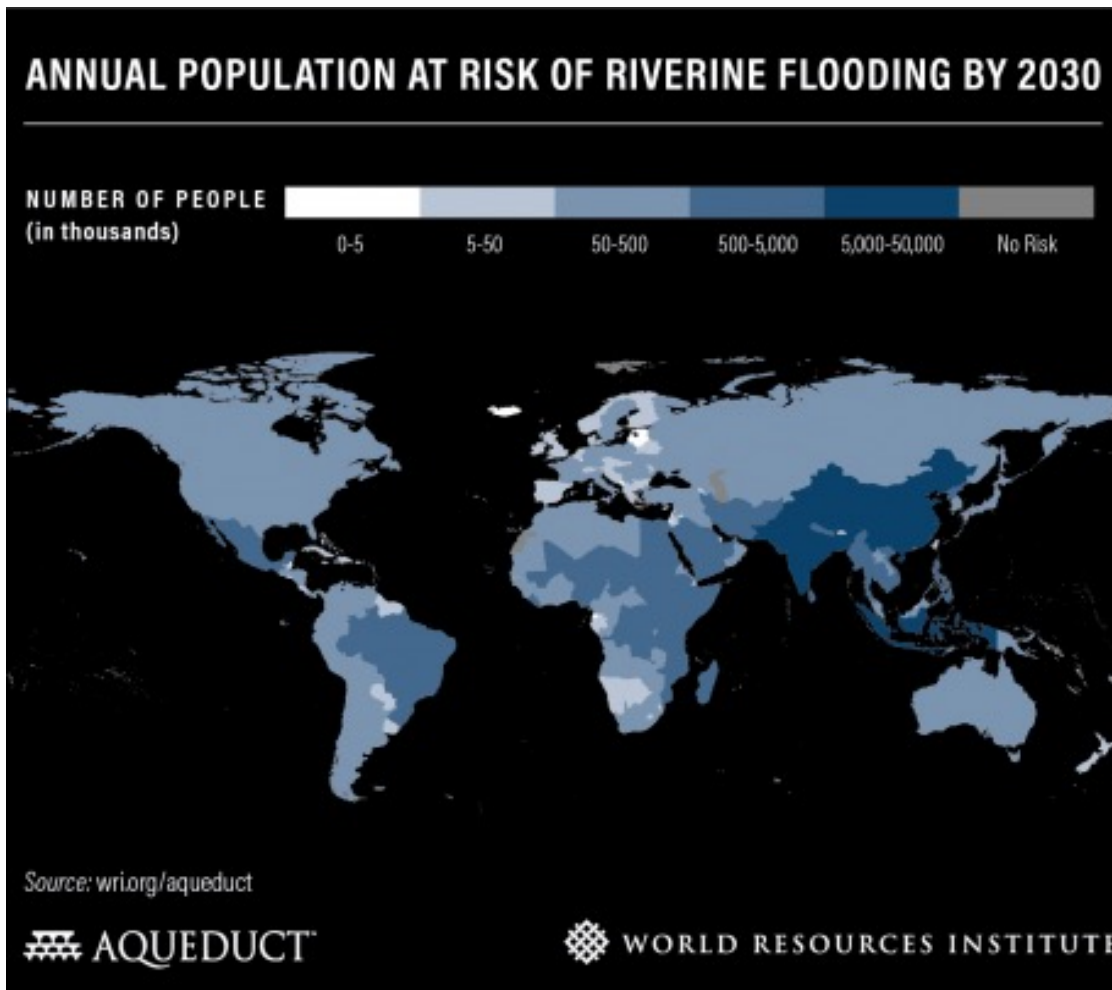 ANNUAL POPULATION AT RISK OF RIVERINE FLOODING BY 2030
NUMBER OF PEOPLE
(in thousands)
0-5 5-50 50-500 500-5,000 5,000-50,000 No Risk
Source: wri.org/aqueduct
AQUEDUCT™
WORLD RESOURCES INSTITUTE